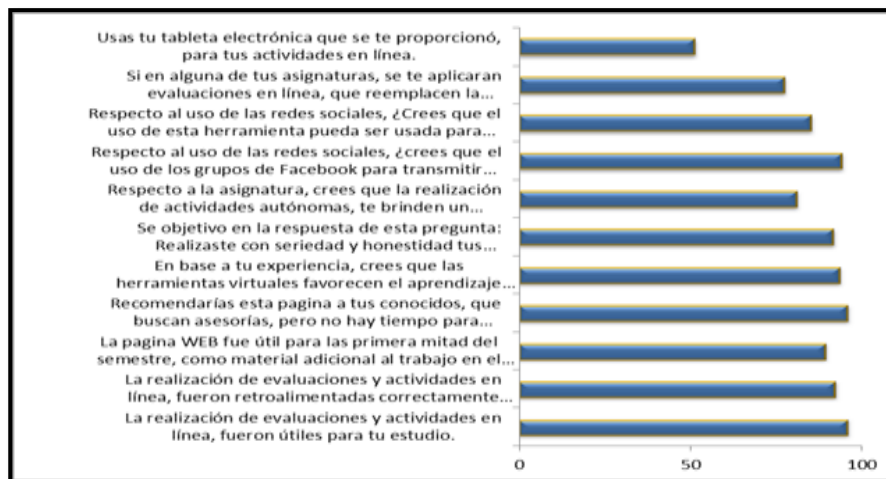 Usas tu tableta electrónica que se te proporcionó,
para tus actividades en línea.
Si en alguna de tus asignaturas, se te aplicaran
evaluaciones en línea, que reemplacen la...
Respecto al uso de las redes sociales, ¿Crees que el
uso de esta herramienta pueda ser usada para...
Respecto al uso de las redes sociales, ¿crees que el
uso de los grupos de Facebook para transmitir...
Respecto a la asignatura, crees que la realización
de actividades autónomas, te brinden un...
Se objetivo en la respuesta de esta pregunta:
Realizaste con seriedad y honestidad tus...
En base a tu experiencia, crees que las
herramientas virtuales favorecen el aprendizaje...
Recomendarías esta pagina a tus conocidos, que
buscan asesorías, pero no hay tiempo para...
La pagina WEB fue útil para las primera mitad del
semestre, como material adicional al trabajo en el...
La realización de evaluaciones y actividades en
línea, fueron retroalimentadas correctamente...
La realización de evaluaciones y actividades en
línea, fueron útiles para tu estudio.
0 50 100